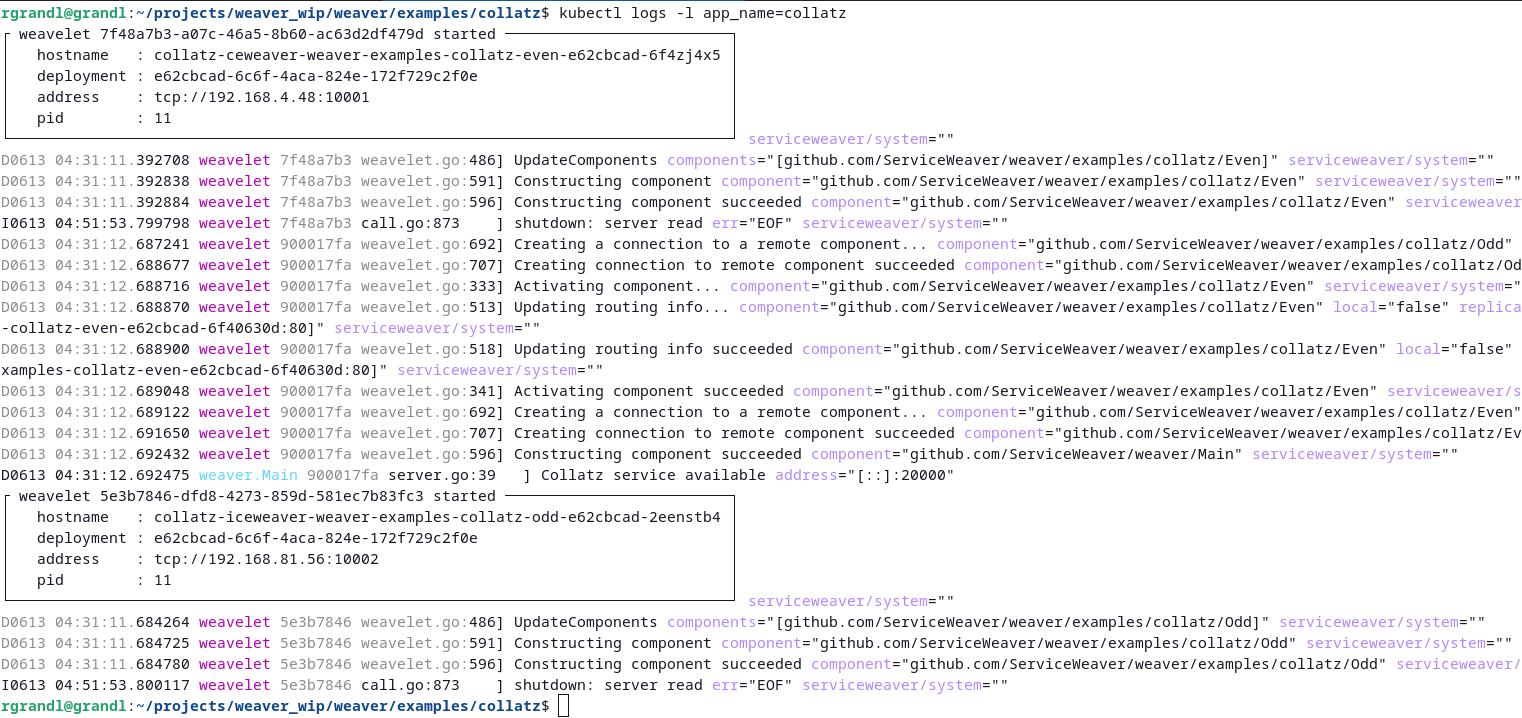 rgrandl@grandl:~/projects/weaver_wip/weaver/examples/collatz$ kubectl logs -l app_name=collatz
weavelet 7f48a7b3-a07c-46a5-8b60-ac63d2df479d started
hostname : collatz-ceweaver-weaver-examples-collatz-even-e62cbcad-6f4zj4x5
deployment : e62cbcad-6c6f-4aca-824e-172f729c2f0e
address : tcp://192.168.4.48:10001
pid : 11
serviceweaver/system=""
D0613 04:31:11.392708 weavelet 7f48a7b3 weavelet.go:486] UpdateComponents components="[github.com/ServiceWeaver/weaver/examples/collatz/Even]" serviceweaver/system=""
D0613 04:31:11.392838 weavelet 7f48a7b3 weavelet.go:591] Constructing component component="github.com/ServiceWeaver/weaver/examples/collatz/Even" serviceweaver/system=""
D0613 04:31:11.392884 weavelet 7f48a7b3 weavelet.go:596] Constructing component succeeded component="github.com/ServiceWeaver/weaver/examples/collatz/Even" serviceweaver
I0613 04:51:53.799798 weavelet 7f48a7b3 call.go:873 ] shutdown: server read err="EOF" serviceweaver/system=""
D0613 04:31:12.687241 weavelet 900017fa weavelet.go:692] Creating a connection to a remote component... component="github.com/ServiceWeaver/weaver/examples/collatz/Odd"
D0613 04:31:12.688677 weavelet 900017fa weavelet.go:707] Creating connection to remote component succeeded component="github.com/ServiceWeaver/weaver/examples/collatz/Od
D0613 04:31:12.688716 weavelet 900017fa weavelet.go:333] Activating component... component="github.com/ServiceWeaver/weaver/examples/collatz/Even" serviceweaver/system="
D0613 04:31:12.688870 weavelet 900017fa weavelet.go:513] Updating routing info... component="github.com/ServiceWeaver/weaver/examples/collatz/Even" local="false" replica
-collatz-even-e62cbcad-6f40630d:80]" serviceweaver/system=""
D0613 04:31:12.688900 weavelet 900017fa weavelet.go:518] Updating routing info succeeded component="github.com/ServiceWeaver/weaver/examples/collatz/Even" local="false"
xamples-collatz-even-e62cbcad-6f40630d:80]" serviceweaver/system=""
D0613 04:31:12.689048 weavelet 900017fa weavelet.go:341] Activating component succeeded component="github.com/ServiceWeaver/weaver/examples/collatz/Even" serviceweaver/s
D0613 04:31:12.689122 weavelet 900017fa weavelet.go:692] Creating a connection to a remote component... component="github.com/ServiceWeaver/weaver/examples/collatz/Even"
D0613 04:31:12.691650 weavelet 900017fa weavelet.go:707] Creating connection to remote component succeeded component="github.com/ServiceWeaver/weaver/examples/collatz/Ev
D0613 04:31:12.692432 weavelet 900017fa weavelet.go:596] Constructing component succeeded component="github.com/ServiceWeaver/weaver/Main" serviceweaver/system=""
D0613 04:31:12.692475 weaver.Main 900017fa server.go:39 ] Collatz service available address="[::]:20000"
weavelet 5e3b7846-dfd8-4273-859d-581ec7b83fc3 started
hostname : collatz-iceweaver-weaver-examples-collatz-odd-e62cbcad-2eenstb4
deployment : e62cbcad-6c6f-4aca-824e-172f729c2f0e
address : tcp://192.168.81.56:10002
pid : 11
serviceweaver/system=""
D0613 04:31:11.684264 weavelet 5e3b7846 weavelet.go:486] UpdateComponents components="[github.com/ServiceWeaver/weaver/examples/collatz/Odd]" serviceweaver/system=""
D0613 04:31:11.684725 weavelet 5e3b7846 weavelet.go:591] Constructing component component="github.com/ServiceWeaver/weaver/examples/collatz/Odd" serviceweaver/system=""
D0613 04:31:11.684780 weavelet 5e3b7846 weavelet.go:596] Constructing component succeeded component="github.com/ServiceWeaver/weaver/examples/collatz/Odd" serviceweaver/
I0613 04:51:53.800117 weavelet 5e3b7846 call.go:873 ] shutdown: server read err="EOF" serviceweaver/system=""
rgrandl@grandl:~/projects/weaver_wip/weaver/examples/collatz$